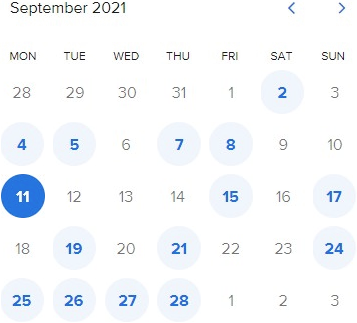 September 2021
MON TUE WED THU FRI SAT SUN
28 29 30 31 1 2 3
4 5 6 7 8 9 10
11 12 13 14 15 16 17
18 19 20 21 22 23 24
25 26 27 28 1 2 3